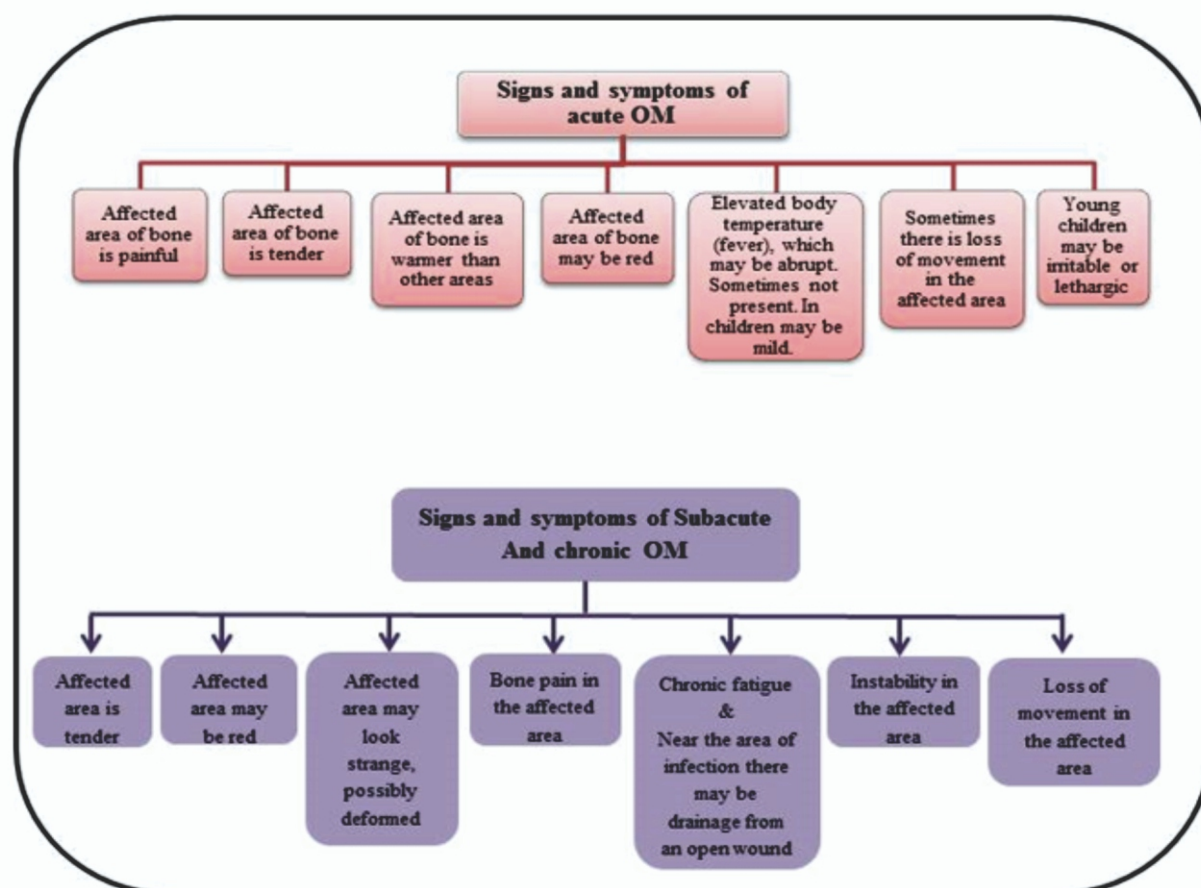 Signs and symptoms of
acute OM
Affected
area of bone
is painful
Affected
area of bone
is tender
Affected area
of bone is
warmer than
other areas
Affected
area of bone
may be red
Elevated body
temperature
(fever), which
may be abrupt.
Sometimes not
present. In
children may be
mild.
Sometimes
there is loss
of movement
in the
affected area
Young
children
may be
irritable or
lethargic
Signs and symptoms of Subacute
And chronic OM
Affected
area is
tender
Affected
area may
be red
Affected
area may
look
strange,
possibly
deformed
Bone pain in
the affected
area
Chronic fatigue
&
Near the area of
infection there
may be
drainage from
an open wound
Instability in
the affected
area
Loss of
movement in
the affected
area